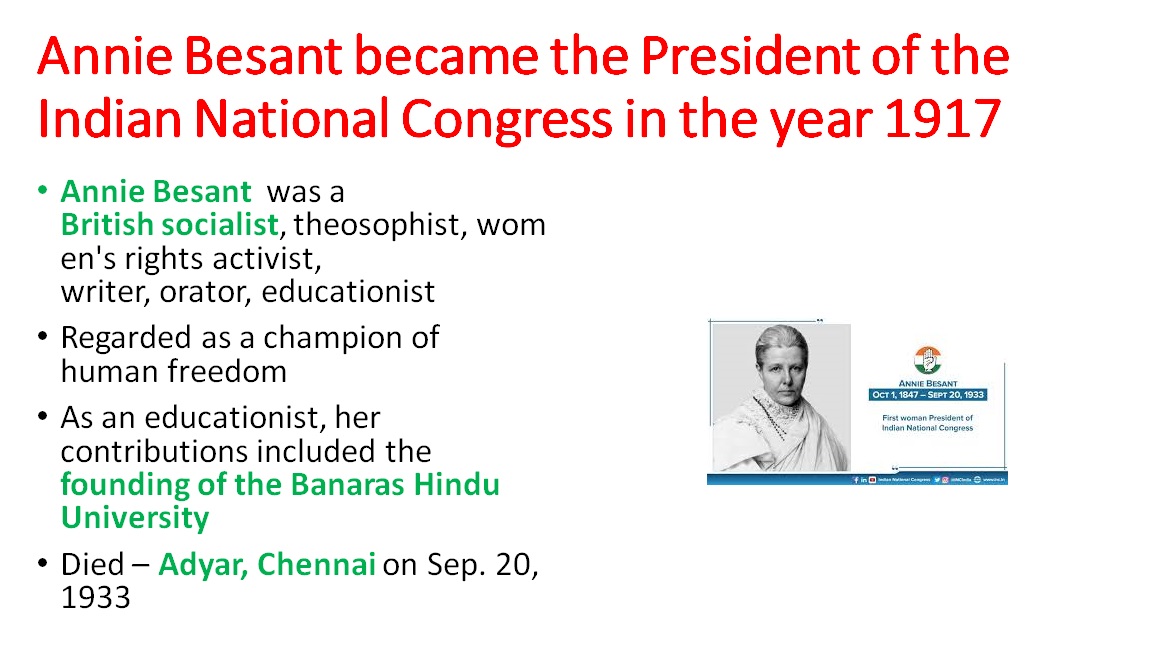 Annie Besant became the President of the
Indian National Congress in the year 1917
• Annie Besant was a
British socialist, theosophist, wom
en's rights activist,
writer, orator, educationist
• Regarded as a champion of
human freedom
• As an educationist, her
contributions included the
founding of the Banaras Hindu
University
• Died – Adyar, Chennai on Sep. 20,
1933
ANNIE BESANT
OCT 1, 1847 – SEPT 20, 1933
First woman President of
Indian National Congress
Indian National Congress @INCIndia www.inc.in